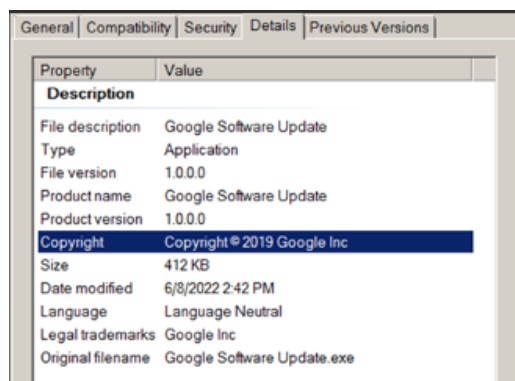 General Compatibility Security Details Previous Versions
Property Value
Description
File description Google Software Update
Type Application
File version 1.0.0.0
Product name Google Software Update
Product version 1.0.0.0
Copyright Copyright © 2019 Google Inc
Size 412 KB
Date modified 6/8/2022 2:42 PM
Language Language Neutral
Legal trademarks Google Inc
Original filename Google Software Update.exe